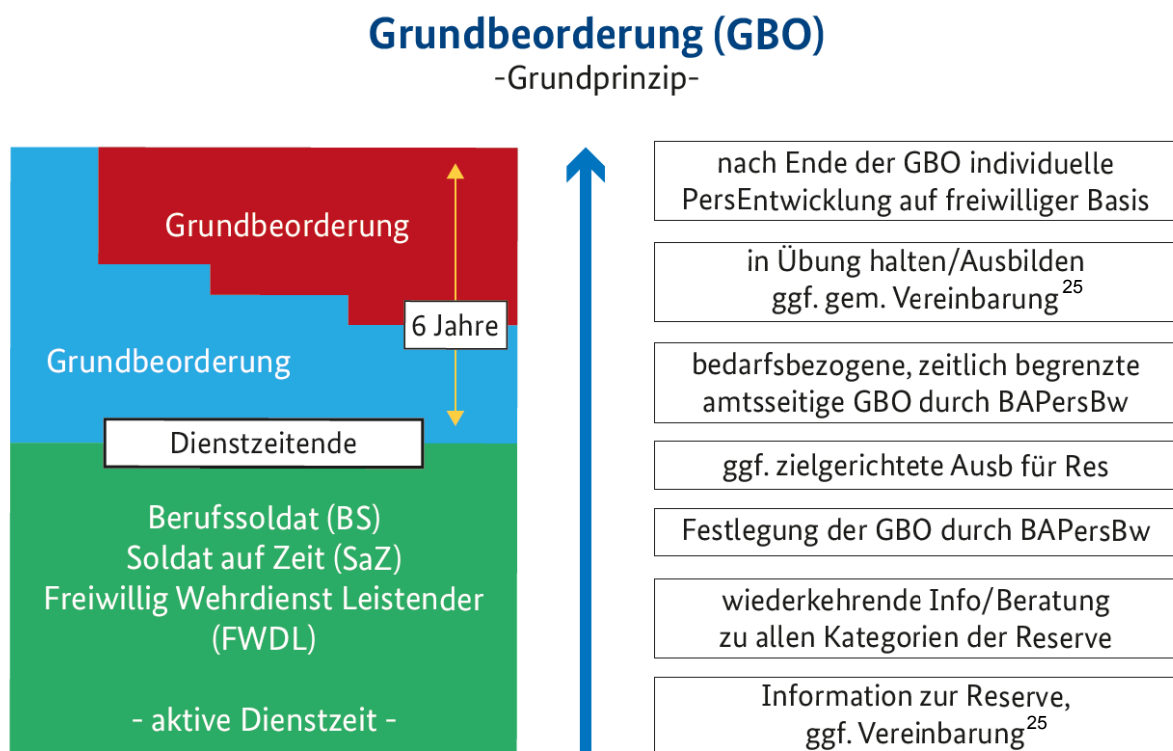 Grundbeorderung (GBO)
-Grundprinzip-
Grundbeorderung
6 Jahre
Grundbeorderung
Dienstzeitende
Berufssoldat (BS)
Soldat auf Zeit (SaZ)
Freiwillig Wehrdienst Leistender
(FWDL)
- aktive Dienstzeit -
nach Ende der GBO individuelle
PersEntwicklung auf freiwilliger Basis
in Übung halten/Ausbilden
ggf. gem. Vereinbarung²⁵
bedarfsbezogene, zeitlich begrenzte
amtsseitige GBO durch BAPersBw
ggf. zielgerichtete Ausb für Res
Festlegung der GBO durch BAPersBw
wiederkehrende Info/Beratung
zu allen Kategorien der Reserve
Information zur Reserve,
ggf. Vereinbarung²⁵